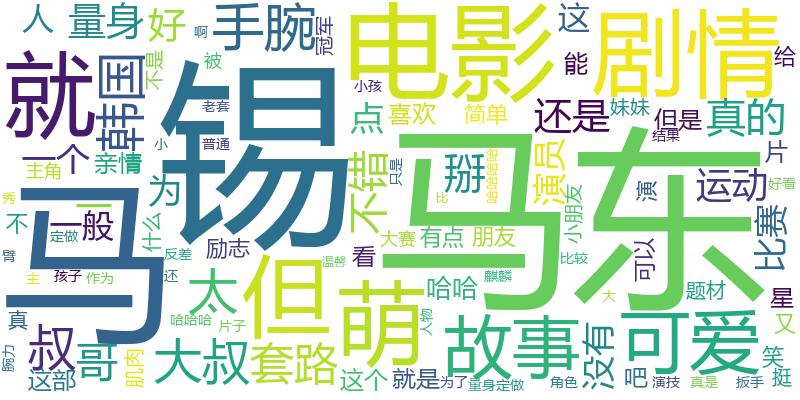 人
量身
好
手腕
冠军
啊
电影
这
剧情
就
韩国
不是
被
老套
小
普通
锡
小孩
点
喜欢
简单
能
给
还是
妹妹
但是
真的
结果
一个
亲情
主角
为
不错
只是
掰
哈哈哈哈
演员
马东
片
演
运动
好看
秀
不
一般
一
什么
马
定做
臂
反差
励志
看
大赛
有点
朋友
比
小朋友
比较
可以
比赛
主
孩子
作为
还
太
但
温馨
萌
哈哈
麒麟
故事
大
题材
星
又
真
叔
哥
哈哈哈
片子
人物
没有
可爱
笑
腕力
这部
肌肉
大叔
套路
这个
就是
为了
量身定做
角色
吧
演技
真是
扳手
挺